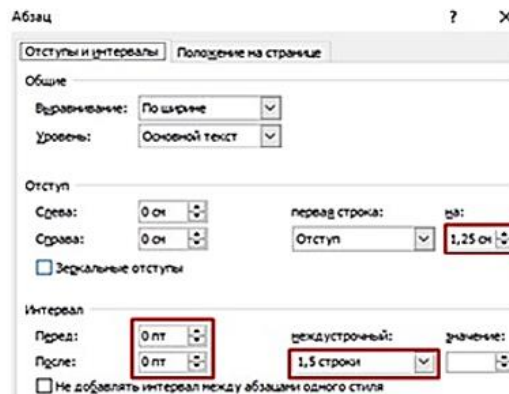 Абзац ? ×
Отступы и интервалы Положение на странице
Общие
Выравнивание: По ширине
Уровень: Основной текст
Отступ
Слева: 0 см первая строка: на:
Справа: 0 см Отступ 1,25 см
Зеркальные отступы
Интервал
Перед: 0 пт междустрочный: значение:
После: 0 пт 1,5 строки
Не добавлять интервал между абзацами одного стиля